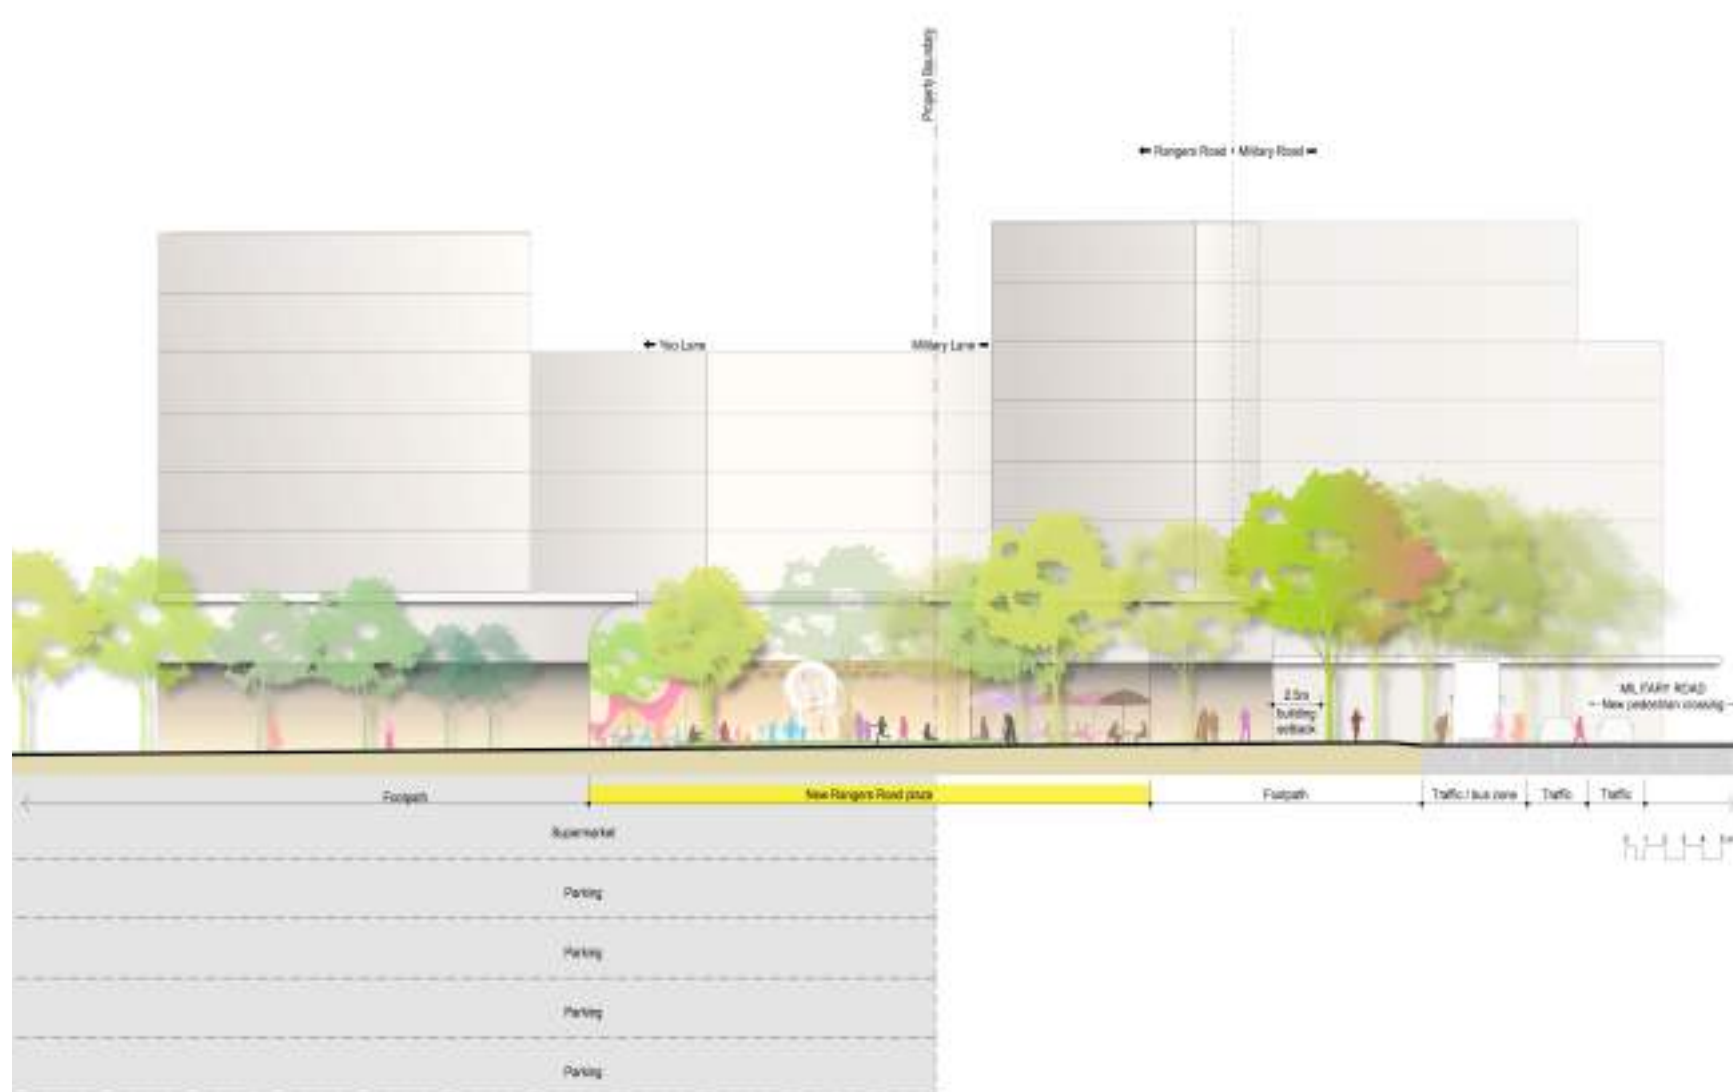 Property Boundary
Rangers Road
Military Road
Yeo Lane
Military Lane
2.5m
building
setback
MILITARY ROAD
New pedestrian crossing
Footpath
New Rangers Road plaza
Footpath
Traffic / bus zone
Traffic
Traffic
Supermarket
Parking
Parking
Parking
Parking